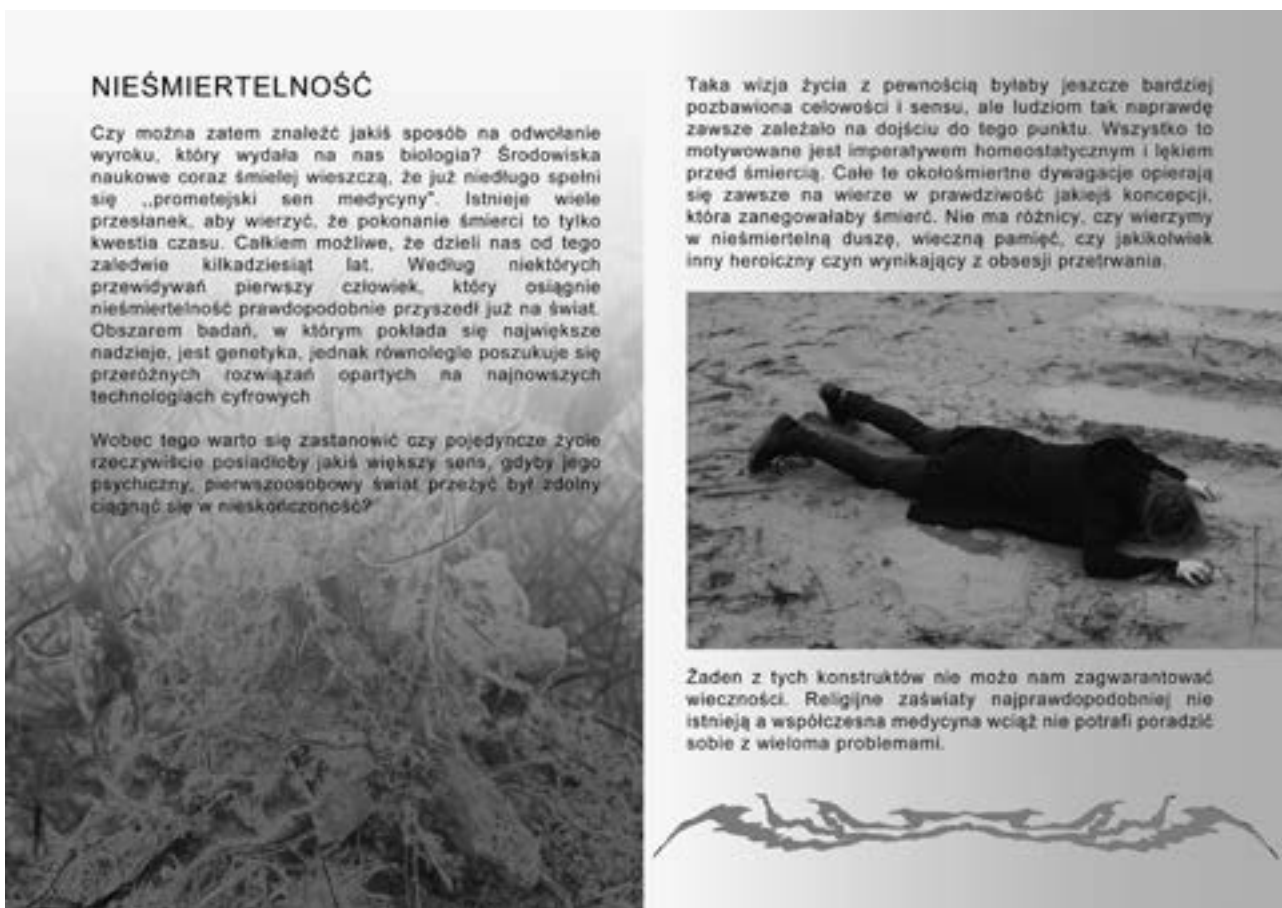 NIEŚMIERTELNOŚĆ
Czy można zatem znaleźć jakiś sposób na odwołanie
wyroku, który wydała na nas biologia? Środowiska
naukowe coraz śmielej wieszczą, że już niedługo spełni
się ,,prometejski sen medycyny". Istnieje wiele
przesłanek, aby wierzyć, że pokonanie śmierci to tylko
kwestia czasu. Całkiem możliwe, że dzieli nas od tego
zaledwie kilkadziesiąt lat. Według niektórych
przewidywań pierwszy człowiek, który osiągnie
nieśmiertelność prawdopodobnie przyszedł już na świat.
Obszarem badań, w którym pokłada się największe
nadzieje, jest genetyka, jednak równolegle poszukuje się
przeróżnych rozwiązań opartych na najnowszych
technologiach cyfrowych
Wobec tego warto się zastanowić czy pojedyncze życie
rzeczywiście posiadłoby jakiś większy sens, gdyby jego
psychiczny, pierwszoosobowy świat przeżyć był zdolny
ciągnąć się w nieskończoność?
Taka wizja życia z pewnością byłaby jeszcze bardziej
pozbawiona celowości i sensu, ale ludziom tak naprawdę
zawsze zależało na dojściu do tego punktu. Wszystko to
motywowane jest imperatywem homeostatycznym i lękiem
przed śmiercią. Całe te okołośmiertne dywagacje opierają
się zawsze na wierze w prawdziwość jakiejś koncepcji,
która zanegowałaby śmierć. Nie ma różnicy, czy wierzymy
w nieśmiertelną duszę, wieczną pamięć, czy jakikolwiek
inny heroiczny czyn wynikający z obsesji przetrwania.
Żaden z tych konstruktów nie może nam zagwarantować
wieczności. Religijne zaświaty najprawdopodobniej nie
istnieją a współczesna medycyna wciąż nie potrafi poradzić
sobie z wieloma problemami.